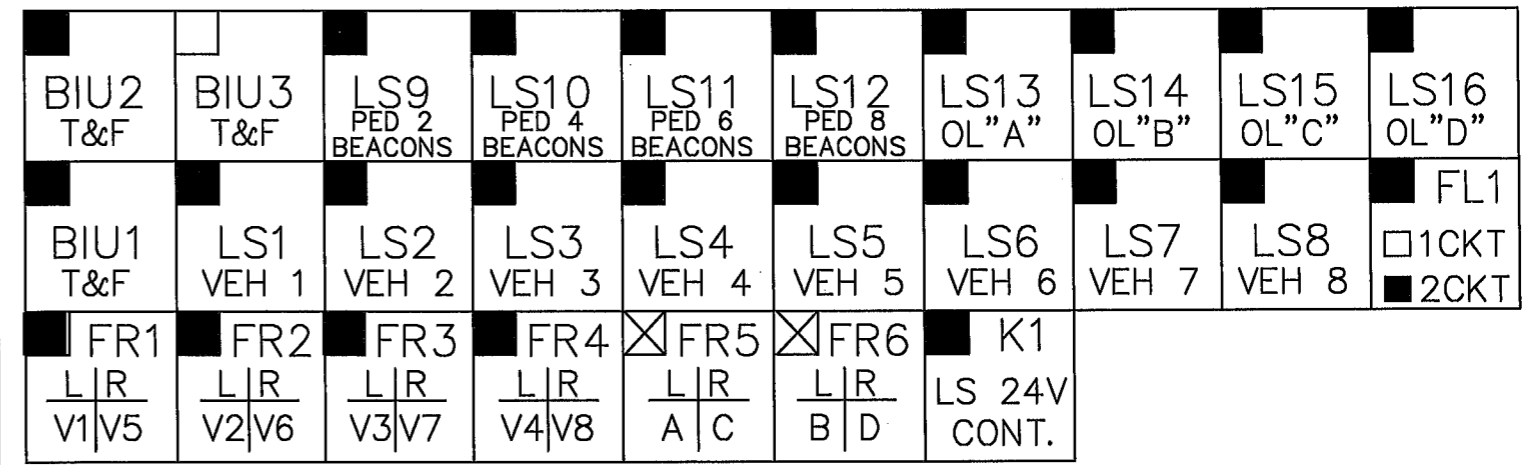 BIU2 BIU3 LS9 LS10 LS11 LS12 LS13 LS14 LS15 LS16
T&F T&F PED 2 PED 4 PED 6 PED 8 OL"A" OL"B" OL"C" OL"D"
BEACONS BEACONS BEACONS BEACONS
FL1
BIU1 LS1 LS2 LS3 LS4 LS5 LS6 LS7 LS8 1CKT
T&F VEH 1 VEH 2 VEH 3 VEH 4 VEH 5 VEH 6 VEH 7 VEH 8 2CKT
FR1 FR2 FR3 FR4 FR5 FR6 K1
L R L R L R L R L R L R LS 24V
V1 V5 V2 V6 V3 V7 V4 V8 A C B D CONT.